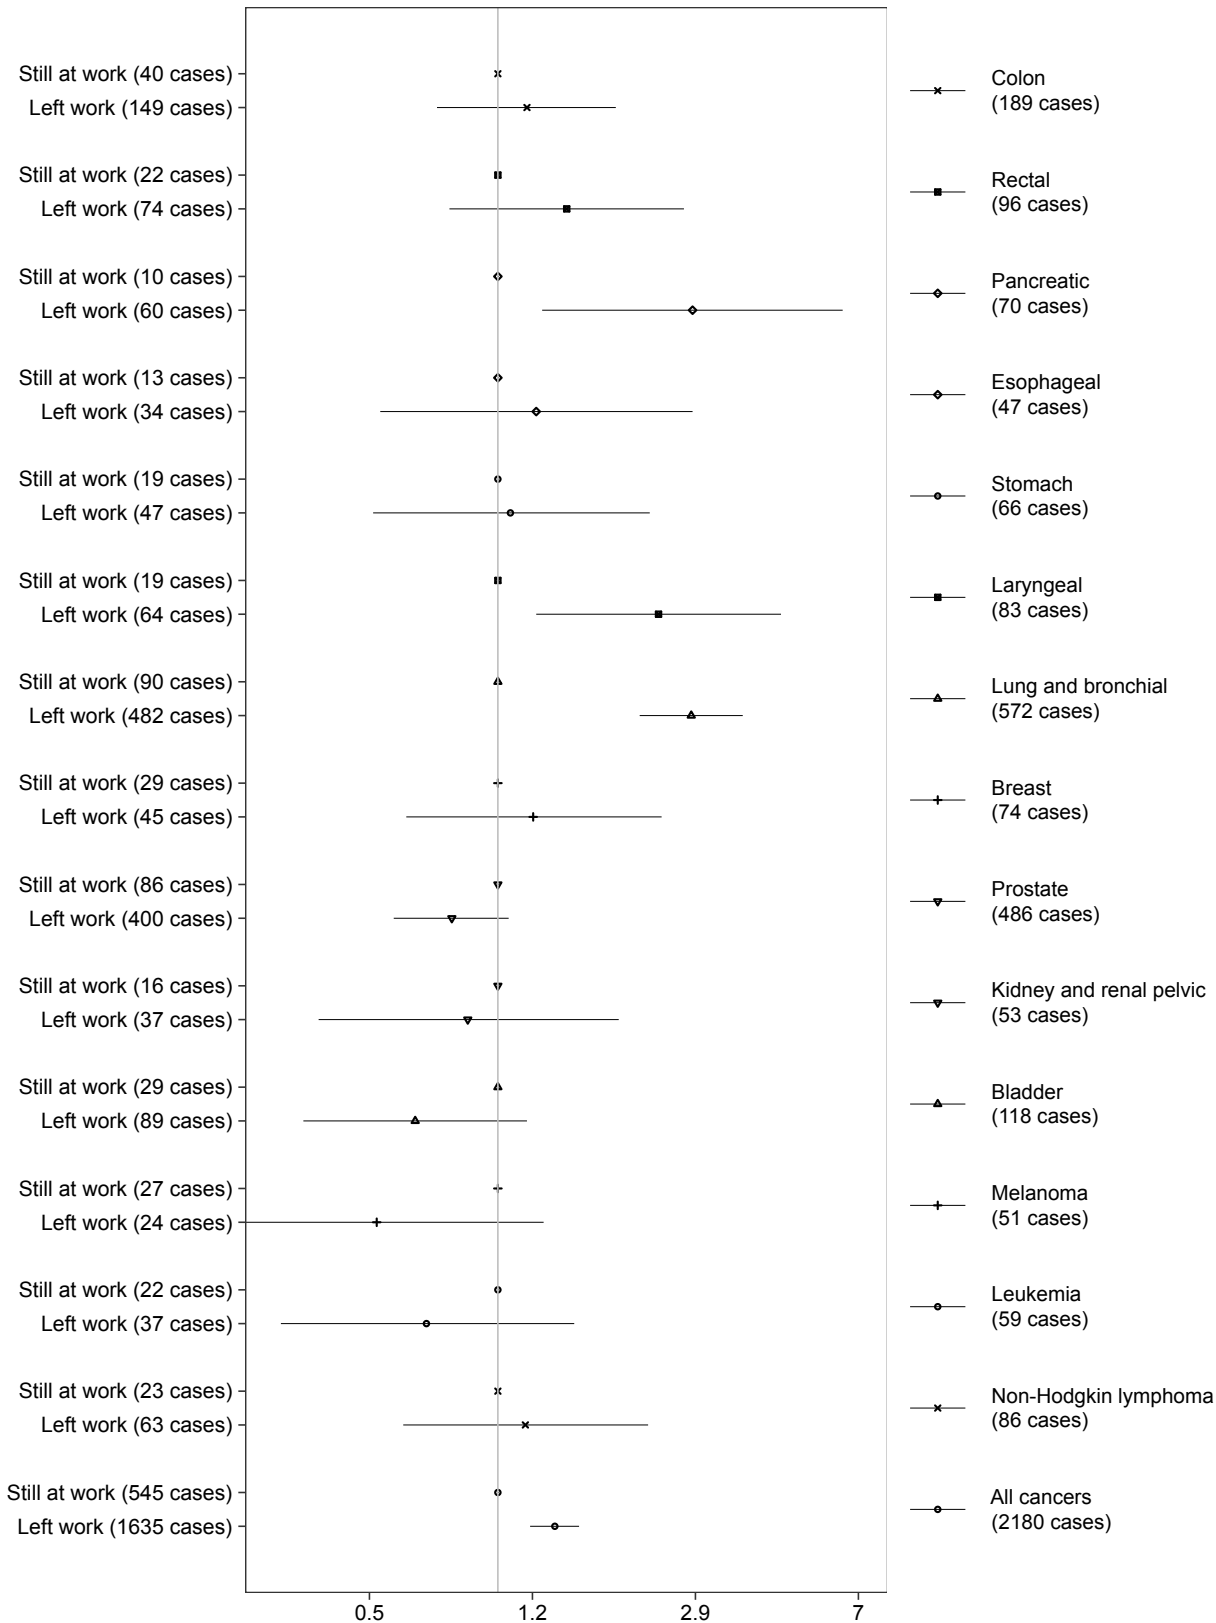 Still at work (40 cases)
Left work (149 cases)
Colon
(189 cases)
Still at work (22 cases)
Left work (74 cases)
Rectal
(96 cases)
Still at work (10 cases)
Left work (60 cases)
Pancreatic
(70 cases)
Still at work (13 cases)
Left work (34 cases)
Esophageal
(47 cases)
Still at work (19 cases)
Left work (47 cases)
Stomach
(66 cases)
Still at work (19 cases)
Left work (64 cases)
Laryngeal
(83 cases)
Still at work (90 cases)
Left work (482 cases)
Lung and bronchial
(572 cases)
Still at work (29 cases)
Left work (45 cases)
Breast
(74 cases)
Still at work (86 cases)
Left work (400 cases)
Prostate
(486 cases)
Still at work (16 cases)
Left work (37 cases)
Kidney and renal pelvic
(53 cases)
Still at work (29 cases)
Left work (89 cases)
Bladder
(118 cases)
Still at work (27 cases)
Left work (24 cases)
Melanoma
(51 cases)
Still at work (22 cases)
Left work (37 cases)
Leukemia
(59 cases)
Still at work (23 cases)
Left work (63 cases)
Non-Hodgkin lymphoma
(86 cases)
Still at work (545 cases)
Left work (1635 cases)
All cancers
(2180 cases)
0.5 1.2 2.9 7